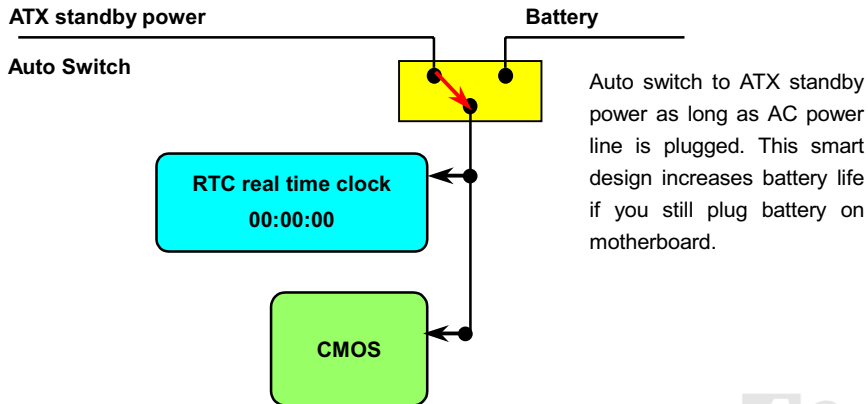 ATX standby power
Battery
Auto Switch
Auto switch to ATX standby
power as long as AC power
line is plugged. This smart
design increases battery life
if you still plug battery on
motherboard.
RTC real time clock
00:00:00
CMOS